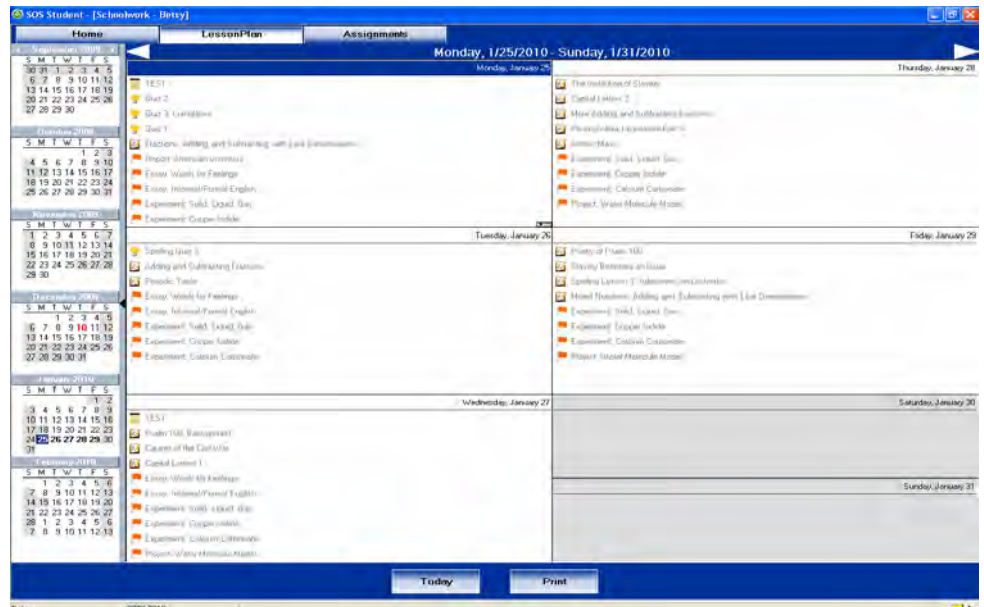 SOS Student - [Schoolwork - Betsy]
Home LessonPlan Assignments
Monday, 1/25/2010 - Sunday, 1/31/2010
September 2009
S M T W T F S
30 31 1 2 3 4 5
6 7 8 9 10 11 12
13 14 15 16 17 18 19
20 21 22 23 24 25 26
27 28 29 30
October 2009
S M T W T F S
1 2 3
4 5 6 7 8 9 10
11 12 13 14 15 16 17
18 19 20 21 22 23 24
25 26 27 28 29 30 31
November 2009
S M T W T F S
1 2 3 4 5 6 7
8 9 10 11 12 13 14
15 16 17 18 19 20 21
22 23 24 25 26 27 28
29 30
December 2009
S M T W T F S
1 2 3 4 5
6 7 8 9 10 11 12
13 14 15 16 17 18 19
20 21 22 23 24 25 26
27 28 29 30 31
January 2010
S M T W T F S
1 2
3 4 5 6 7 8 9
10 11 12 13 14 15 16
17 18 19 20 21 22 23
24 25 26 27 28 29 30
31
February 2010
S M T W T F S
1 2 3 4 5 6
7 8 9 10 11 12 13
14 15 16 17 18 19 20
21 22 23 24 25 26 27
28 1 2 3 4 5 6
7 8 9 10 11 12 13
Monday, January 25
TEST
Quiz 2
Quiz 3:
Quiz 1
Fractions: Adding and Subtracting with Like Denominators
Report: American
Essay: Words for Feelings
Essay: Informal/Formal English
Experiment: Solid, Liquid, Gas
Experiment: Copper Iodide
Tuesday, January 26
Spelling Quiz
Adding and Subtracting Fractions
Periodic Table
Essay: Words for Feelings
Essay: Informal/Formal English
Experiment: Solid, Liquid, Gas
Experiment: Copper Iodide
Experiment: Calcium Carbonate
Wednesday, January 27
TEST
Psalm 100,
Causes of the
Capital Letters 1
Essay: Words for Feelings
Essay: Informal/Formal English
Experiment: Solid, Liquid, Gas
Experiment: Copper Iodide
Experiment: Calcium Carbonate
Project: Water Molecule Model
Thursday, January 28
The Institution of Slavery
Capital Letters 2
More Adding and Subtracting Fractions
Experiment: Solid, Liquid, Gas
Experiment: Copper Iodide
Experiment: Calcium Carbonate
Project: Water Molecule Model
Friday, January 29
Poetry of Psalm 100
Slavery Becomes an Issue
Spelling Lesson 3:
Mixed Numbers: Adding and Subtracting with Like Denominators
Experiment: Solid, Liquid, Gas
Experiment: Copper Iodide
Experiment: Calcium Carbonate
Project: Water Molecule Model
Saturday, January 30
Sunday, January 31
Today Print